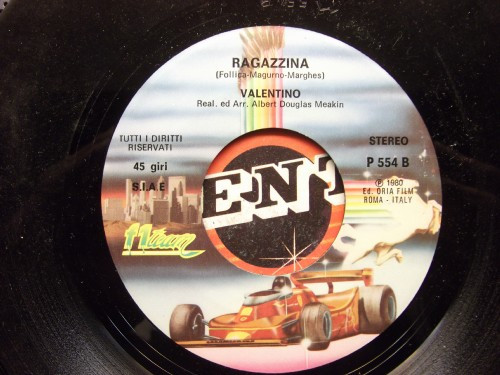 RAGAZZINA
(Follica-Magurno-Marghes)
VALENTINO
Real. ed Arr. Albert Douglas Meakin
TUTTI I DIRITTI
RISERVATI
45 giri
S.I.A.E
STEREO
P 554 B
℗ 1980
Ed. ORIA FILM
ROMA - ITALY
EN